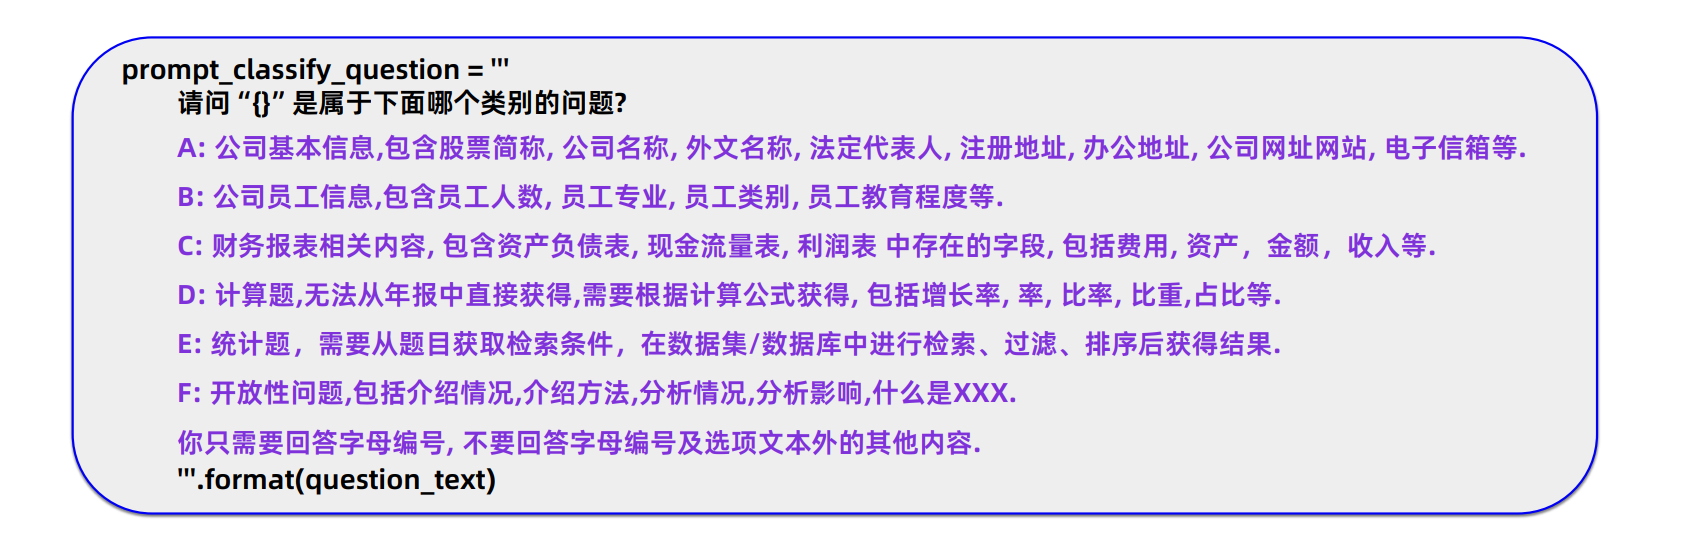 prompt_classify_question = '''
请问 “{}” 是属于下面哪个类别的问题?
A: 公司基本信息,包含股票简称, 公司名称, 外文名称, 法定代表人, 注册地址, 办公地址, 公司网址网站, 电子信箱等.
B: 公司员工信息,包含员工人数, 员工专业, 员工类别, 员工教育程度等.
C: 财务报表相关内容, 包含资产负债表, 现金流量表, 利润表 中存在的字段, 包括费用, 资产，金额，收入等.
D: 计算题,无法从年报中直接获得,需要根据计算公式获得, 包括增长率, 率, 比率, 比重,占比等.
E: 统计题，需要从题目获取检索条件，在数据集/数据库中进行检索、过滤、排序后获得结果.
F: 开放性问题,包括介绍情况,介绍方法,分析情况,分析影响,什么是XXX.
你只需要回答字母编号, 不要回答字母编号及选项文本外的其他内容.
'''.format(question_text)